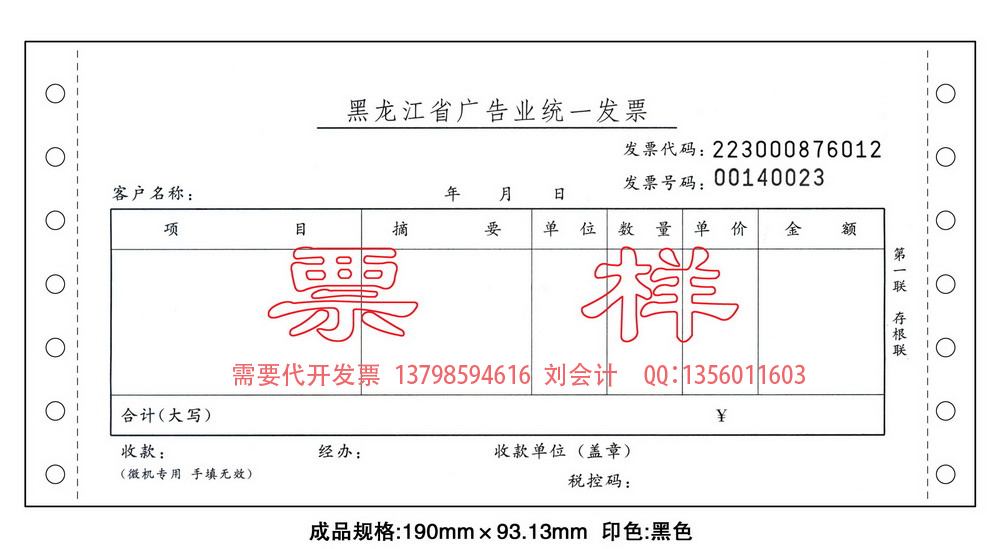 黑龙江省广告业统一发票
发票代码: 223000876012
发票号码: 00140023
客户名称: 年 月 日
项 目 摘 要 单 位 数 量 单 价 金 额
票 样
第一联 存根联
需要代开发票 13798594616 刘会计 QQ:1356011603
合计(大写) ¥
收款: 经办: 收款单位(盖章)
(微机专用 手填无效)
税控码:
成品规格:190mm×93.13mm 印色:黑色